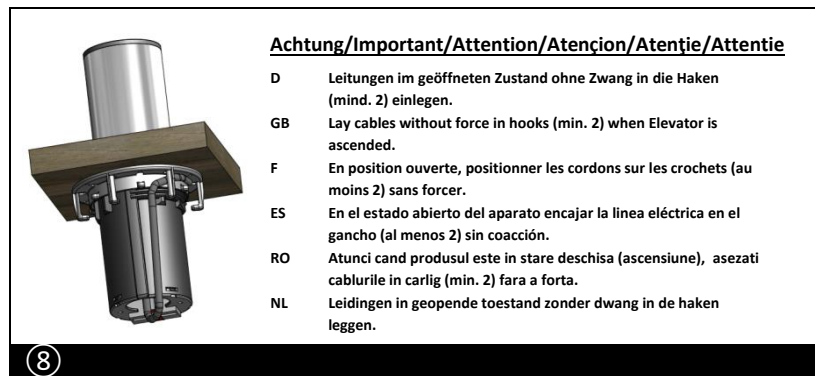 Achtung/Important/Attention/Atençion/Atenţie/Attentie
D Leitungen im geöffneten Zustand ohne Zwang in die Haken
(mind. 2) einlegen.
GB Lay cables without force in hooks (min. 2) when Elevator is
ascended.
F En position ouverte, positionner les cordons sur les crochets (au
moins 2) sans forcer.
ES En el estado abierto del aparato encajar la linea eléctrica en el
gancho (al menos 2) sin coacción.
RO Atunci cand produsul este in stare deschisa (ascensiune), asezati
cablurile in carlig (min. 2) fara a forta.
NL Leidingen in geopende toestand zonder dwang in de haken
leggen.
8